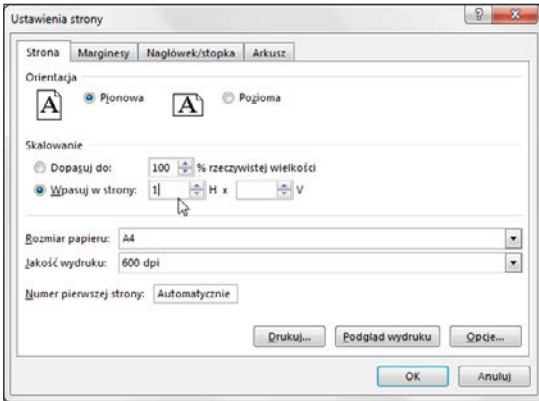 Ustawienia strony
Strona Marginesy Nagłówek/stopka Arkusz
Orientacja
A Pionowa A Pozioma
Skalowanie
Dopasuj do: 100 % rzeczywistej wielkości
Wpasuj w strony: 1 H x V
Rozmiar papieru: A4
Jakość wydruku: 600 dpi
Numer pierwszej strony: Automatycznie
Drukuj... Podgląd wydruku Opcje...
OK Anuluj